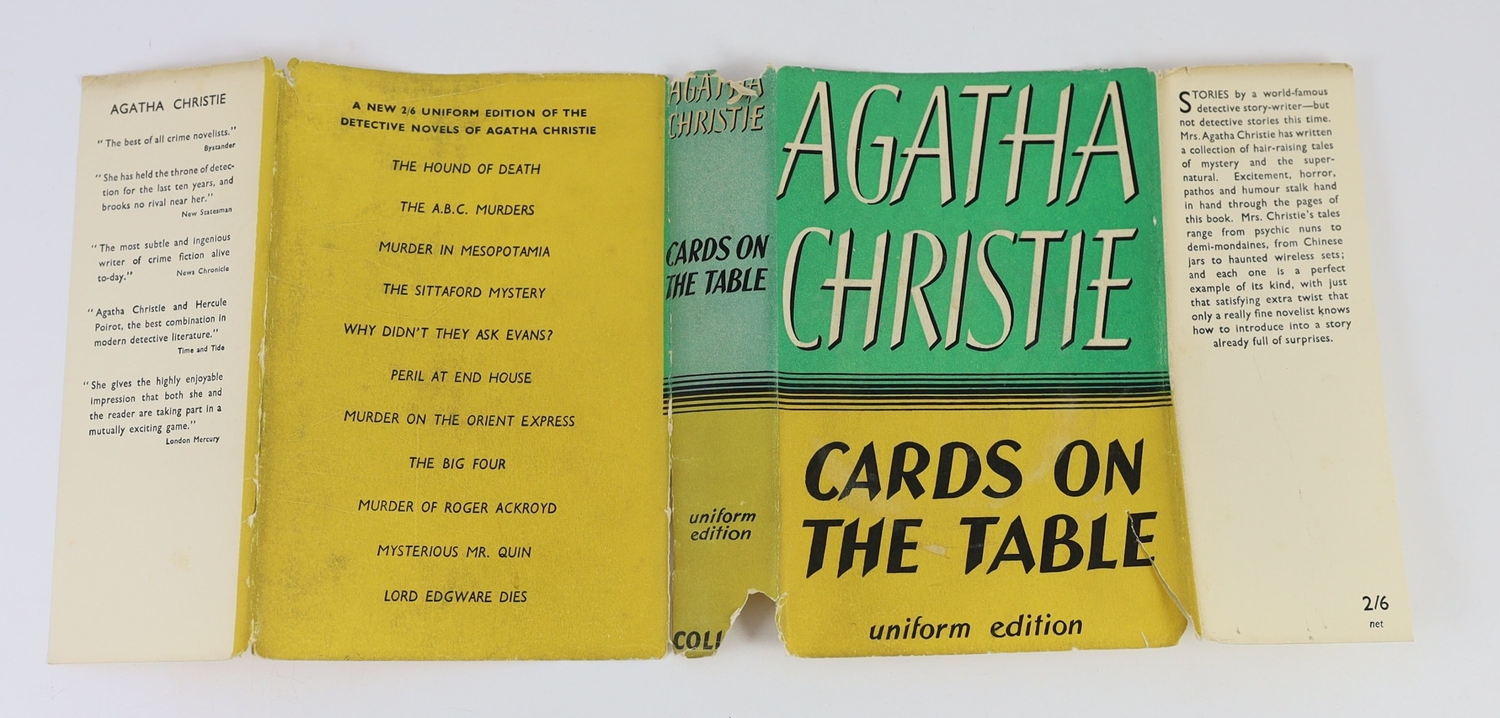 AGATHA CHRISTIE
"The best of all crime novelists."
Bystander
"She has held the throne of detec-
tion for the last ten years, and
brooks no rival near her."
New Statesman
"The most subtle and ingenious
writer of crime fiction alive
to-day." News Chronicle
"Agatha Christie and Hercule
Poirot, the best combination in
modern detective literature."
Time and Tide
"She gives the highly enjoyable
impression that both she and
the reader are taking part in a
mutually exciting game."
London Mercury
A NEW 2/6 UNIFORM EDITION OF THE
DETECTIVE NOVELS OF AGATHA CHRISTIE
THE HOUND OF DEATH
THE A.B.C. MURDERS
MURDER IN MESOPOTAMIA
THE SITTAFORD MYSTERY
WHY DIDN'T THEY ASK EVANS?
PERIL AT END HOUSE
MURDER ON THE ORIENT EXPRESS
THE BIG FOUR
MURDER OF ROGER ACKROYD
MYSTERIOUS MR. QUIN
LORD EDGWARE DIES
AGATHA
CHRISTIE
CARDS ON
THE TABLE
uniform
edition
COLL
AGATHA
CHRISTIE
CARDS ON
THE TABLE
uniform edition
STORIES by a world-famous
detective story-writer—but
not detective stories this time.
Mrs. Agatha Christie has written
a collection of hair-raising tales
of mystery and the super-
natural. Excitement, horror,
pathos and humour stalk hand
in hand through the pages of
this book. Mrs. Christie's tales
range from psychic nuns to
demi-mondaines, from Chinese
jars to haunted wireless sets;
and each one is a perfect
example of its kind, with just
that satisfying extra twist that
only a really fine novelist knows
how to introduce into a story
already full of surprises.
2/6
net